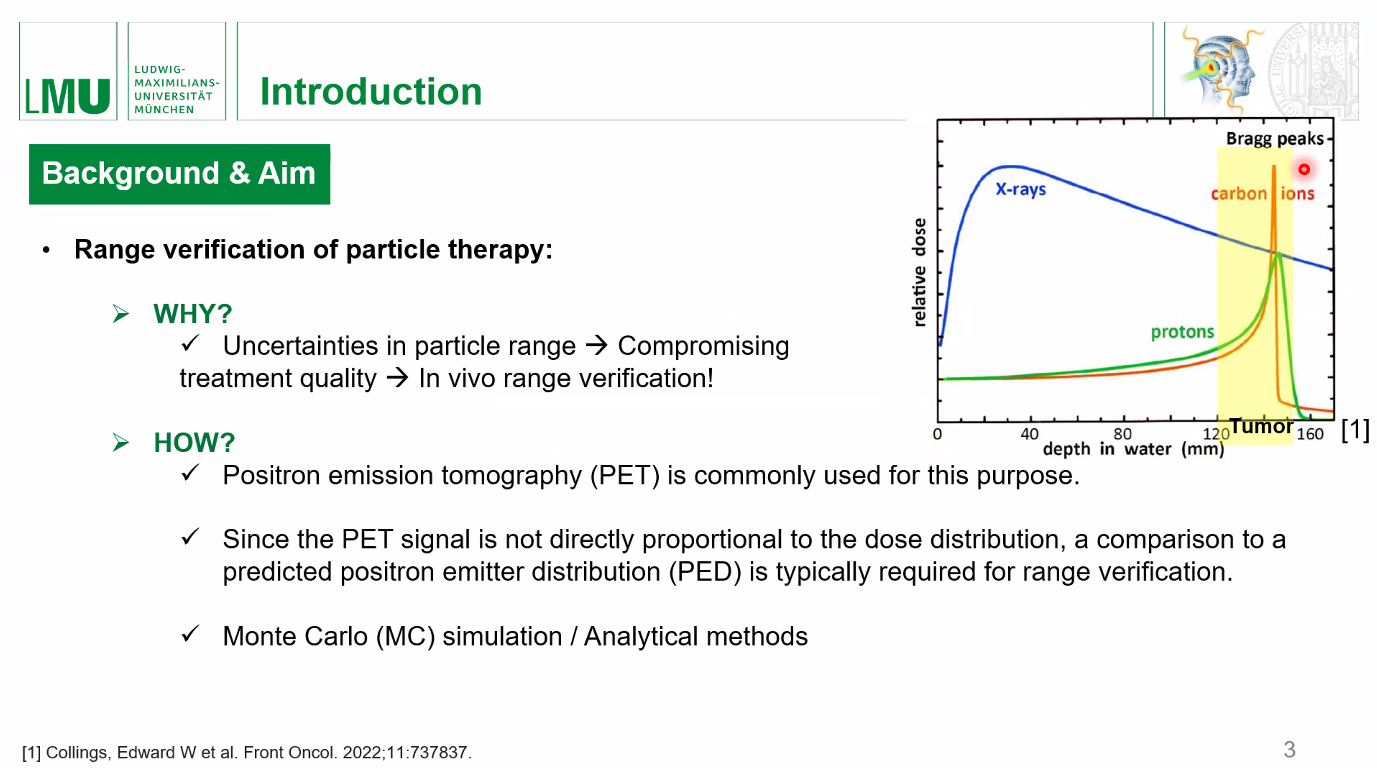 LMU
LUDWIG-
MAXIMILIANS-
UNIVERSITÄT
MÜNCHEN
Introduction
Background & Aim
• Range verification of particle therapy:
➢ WHY?
✓ Uncertainties in particle range → Compromising
treatment quality → In vivo range verification!
➢ HOW?
✓ Positron emission tomography (PET) is commonly used for this purpose.
✓ Since the PET signal is not directly proportional to the dose distribution, a comparison to a
predicted positron emitter distribution (PED) is typically required for range verification.
✓ Monte Carlo (MC) simulation / Analytical methods
Bragg peaks
X-rays
carbon ions
protons
relative dose
0 40 80 120 Tumor 160
depth in water (mm)
[1]
[1] Collings, Edward W et al. Front Oncol. 2022;11:737837.
3